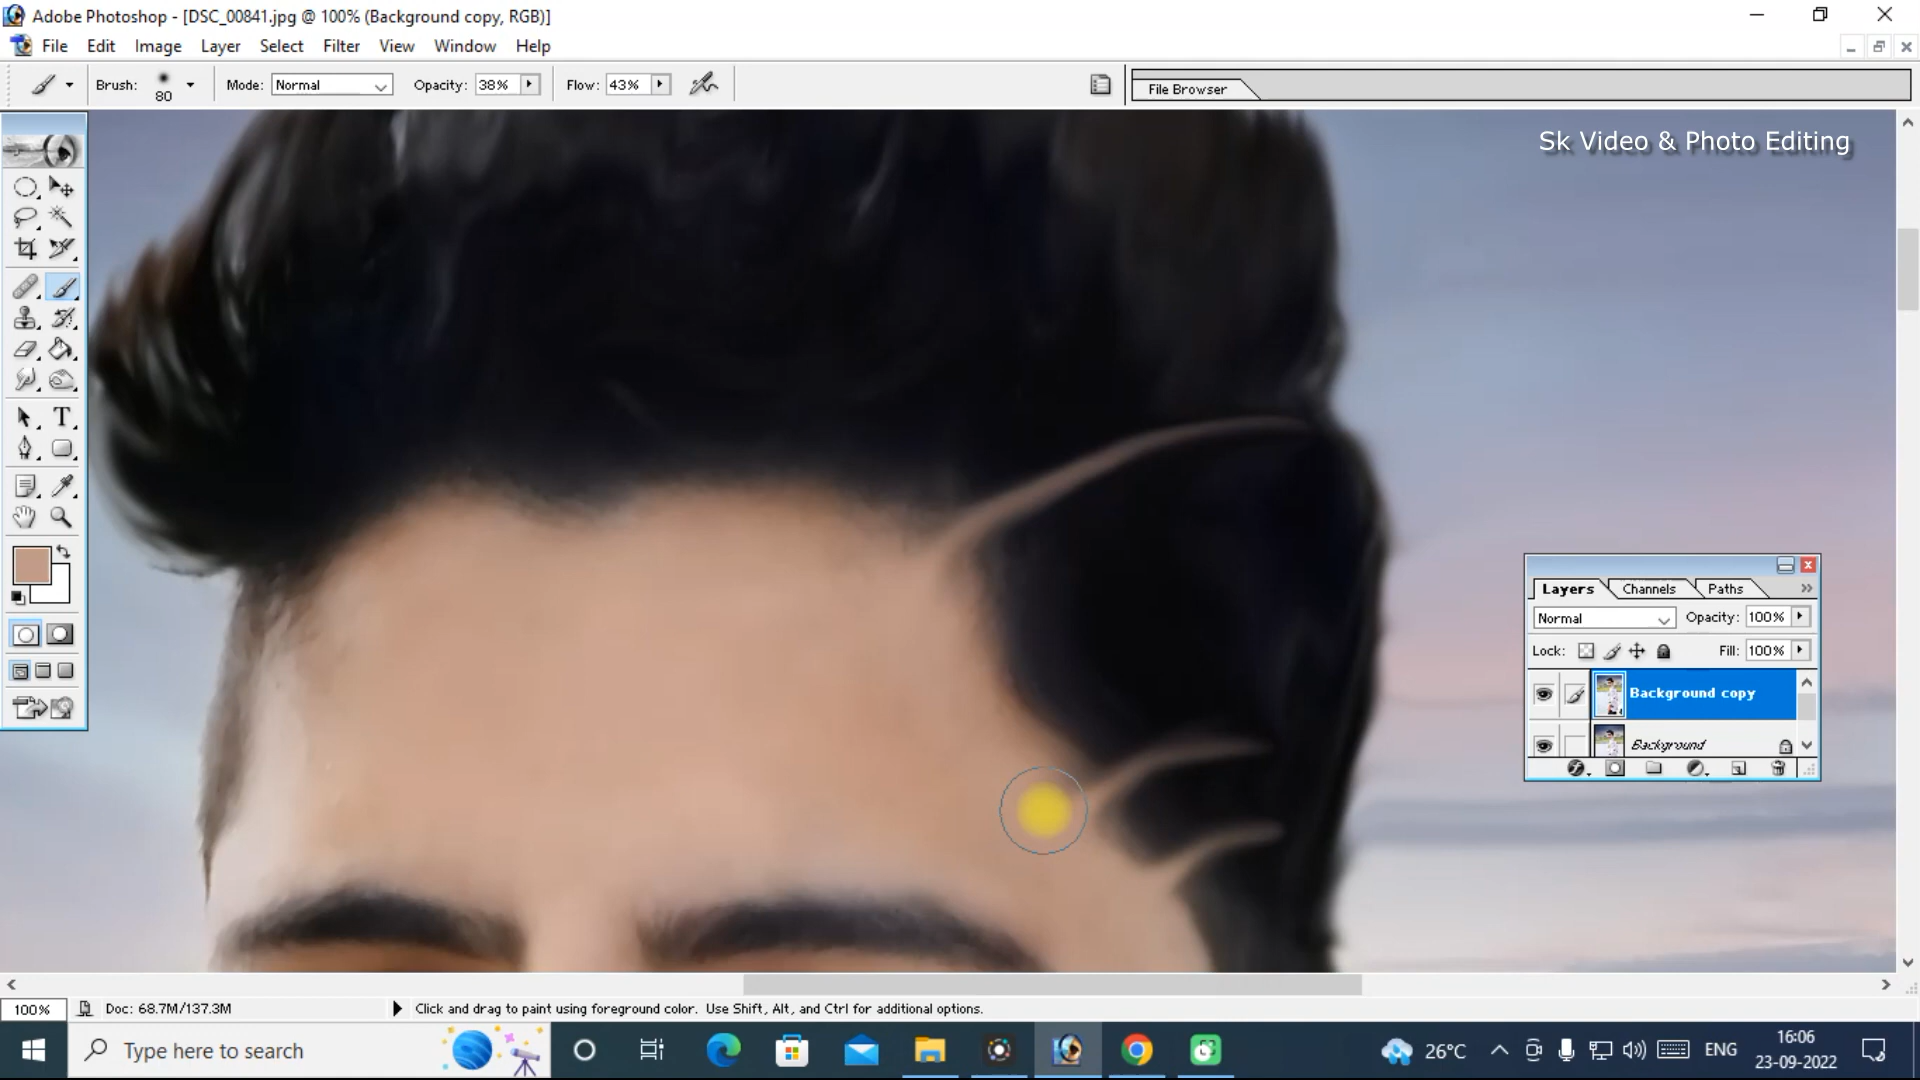 Adobe Photoshop - [DSC_00841.jpg @ 100% (Background copy, RGB)]
File Edit Image Layer Select Filter View Window Help
Brush: 80 Mode: Normal Opacity: 38% Flow: 43% File Browser
Sk Video & Photo Editing
T
Layers Channels Paths
Normal Opacity: 100%
Lock: Fill: 100%
Background copy
Background
100% Doc: 68.7M/137.3M Click and drag to paint using foreground color. Use Shift, Alt, and Ctrl for additional options.
Type here to search 26°C ENG 16:06
23-09-2022